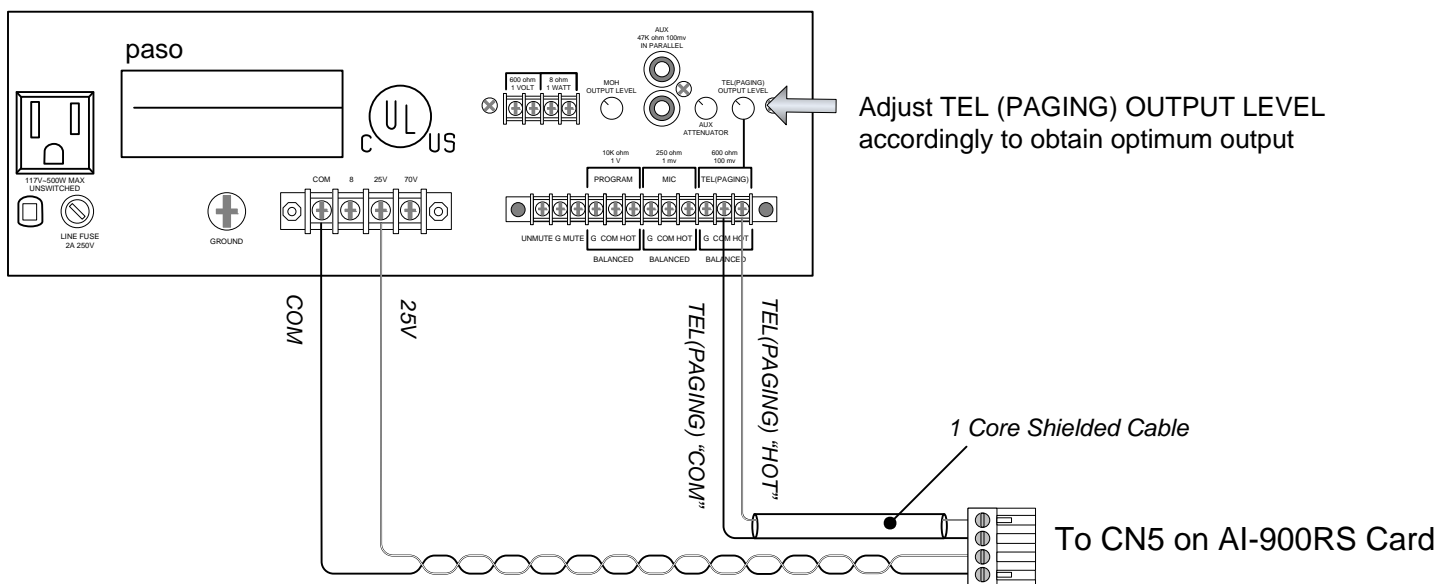 paso
C UL US
117V~500W MAX
UNSWITCHED
LINE FUSE
2A 250V
GROUND
COM 8 25V 70V
600 ohm
1 VOLT
8 ohm
1 WATT
MOH
OUTPUT LEVEL
AUX
47K ohm 100mv
IN PARALLEL
AUX
ATTENUATOR
TEL(PAGING)
OUTPUT LEVEL
Adjust TEL (PAGING) OUTPUT LEVEL
accordingly to obtain optimum output
10K ohm
1 V
250 ohm
1 mv
600 ohm
100 mv
PROGRAM
MIC
TEL(PAGING)
UNMUTE G MUTE
G COM HOT
G COM HOT
G COM HOT
BALANCED
BALANCED
BALANCED
COM
25V
TEL(PAGING) “COM”
TEL(PAGING) “HOT”
1 Core Shielded Cable
To CN5 on AI-900RS Card